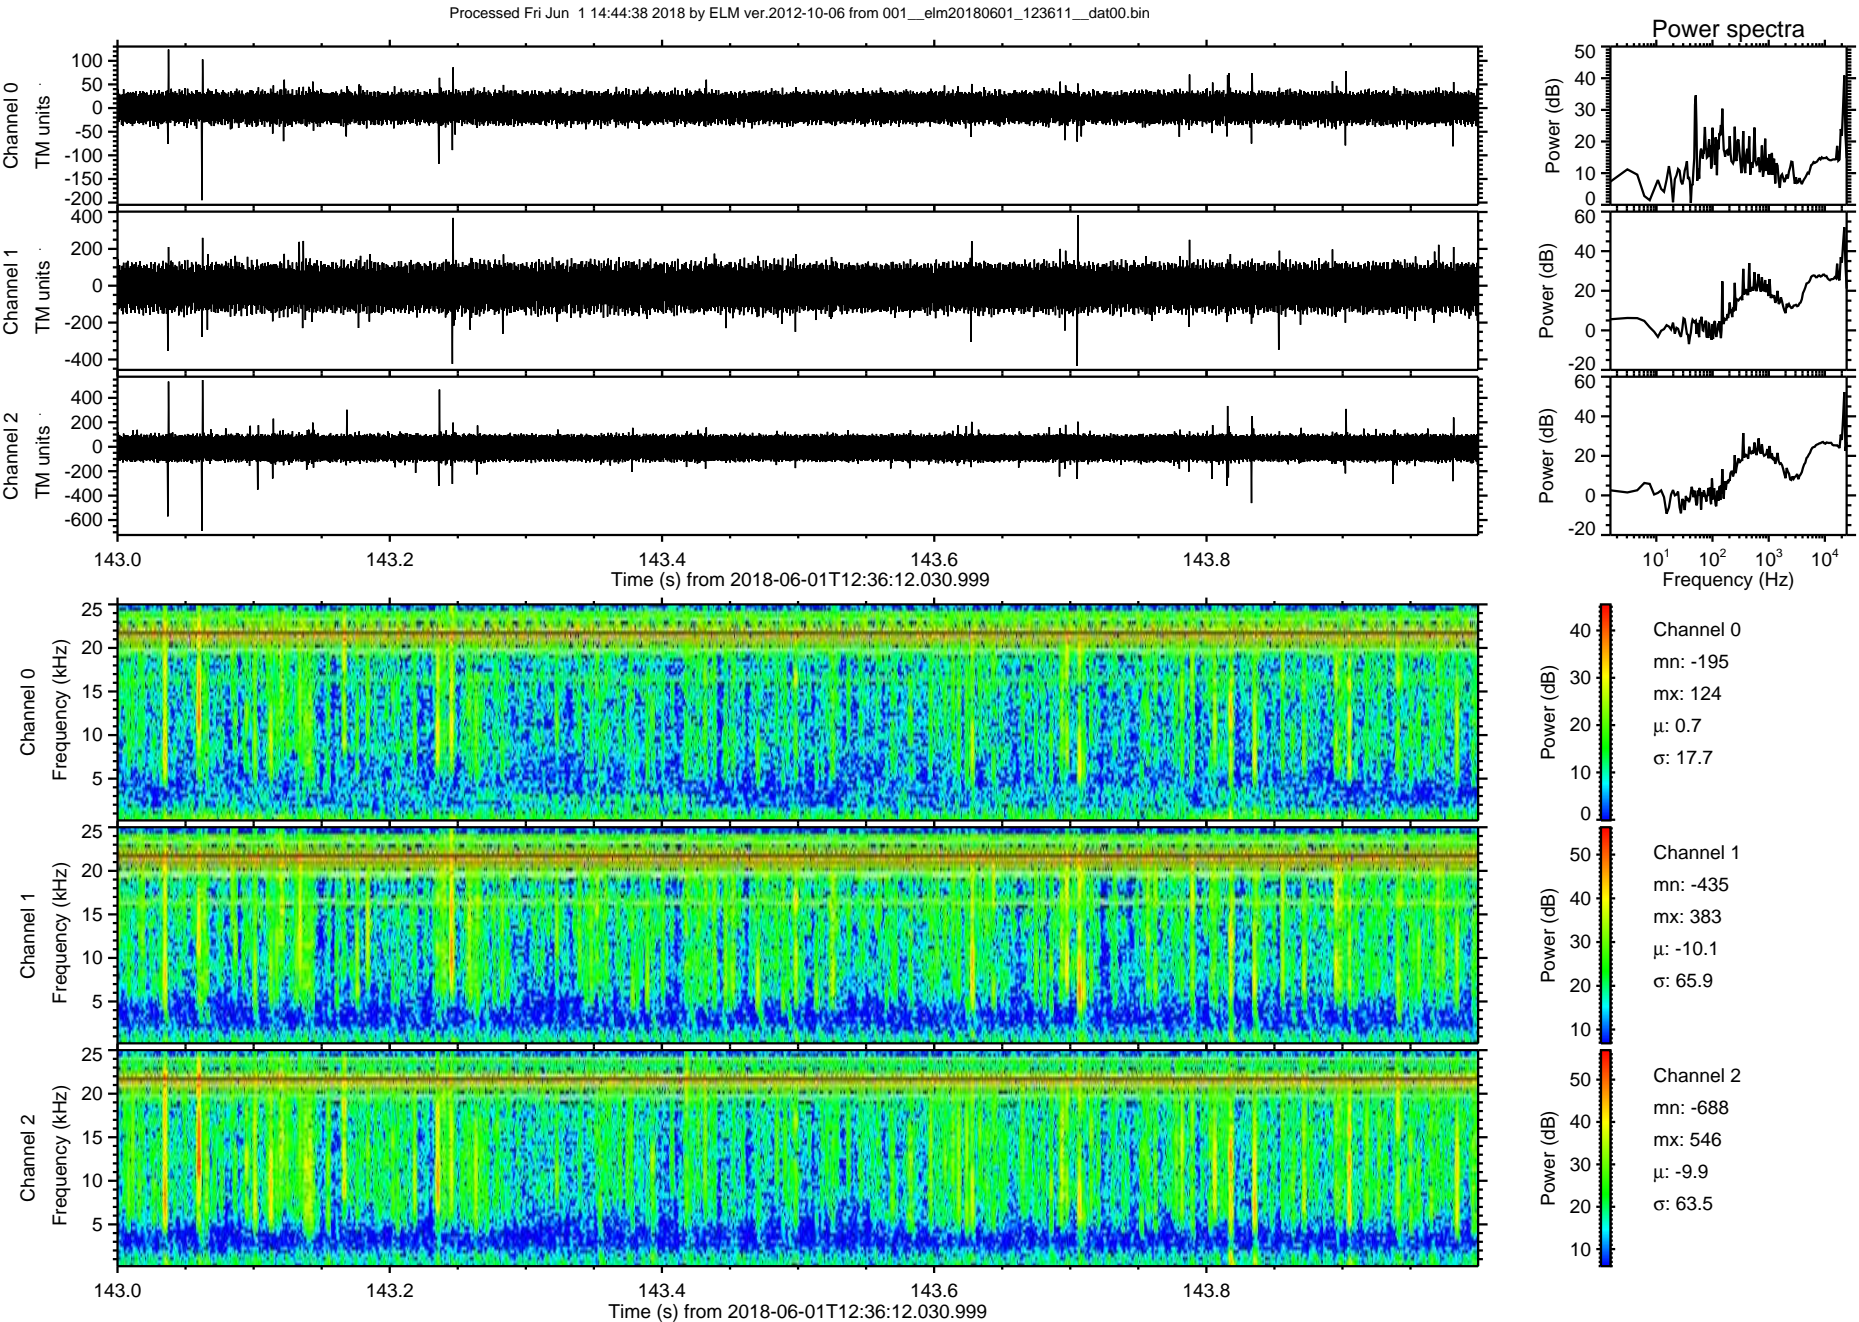 Processed Fri Jun  1 14:44:38 2018 by ELM ver.2012-10-06 from 001__elm20180601_123611__dat00.bin
Power spectra
Channel 0
TM units
100
50
0
-50
-100
-150
-200
Power (dB)
50
40
30
20
10
0
Channel 1
TM units
400
200
0
-200
-400
Power (dB)
60
40
20
0
-20
Channel 2
TM units
400
200
0
-200
-400
-600
Power (dB)
60
40
20
0
-20
143.0 143.2 143.4 143.6 143.8
Time (s) from 2018-06-01T12:36:12.030.999
10¹ 10² 10³ 10⁴
Frequency (Hz)
Channel 0
Frequency (kHz)
25
20
15
10
5
Power (dB)
40
30
20
10
0
Channel 0
mn: -195
mx: 124
μ: 0.7
σ: 17.7
Channel 1
Frequency (kHz)
25
20
15
10
5
Power (dB)
50
40
30
20
10
Channel 1
mn: -435
mx: 383
μ: -10.1
σ: 65.9
Channel 2
Frequency (kHz)
25
20
15
10
5
Power (dB)
50
40
30
20
10
Channel 2
mn: -688
mx: 546
μ: -9.9
σ: 63.5
143.0 143.2 143.4 143.6 143.8
Time (s) from 2018-06-01T12:36:12.030.999